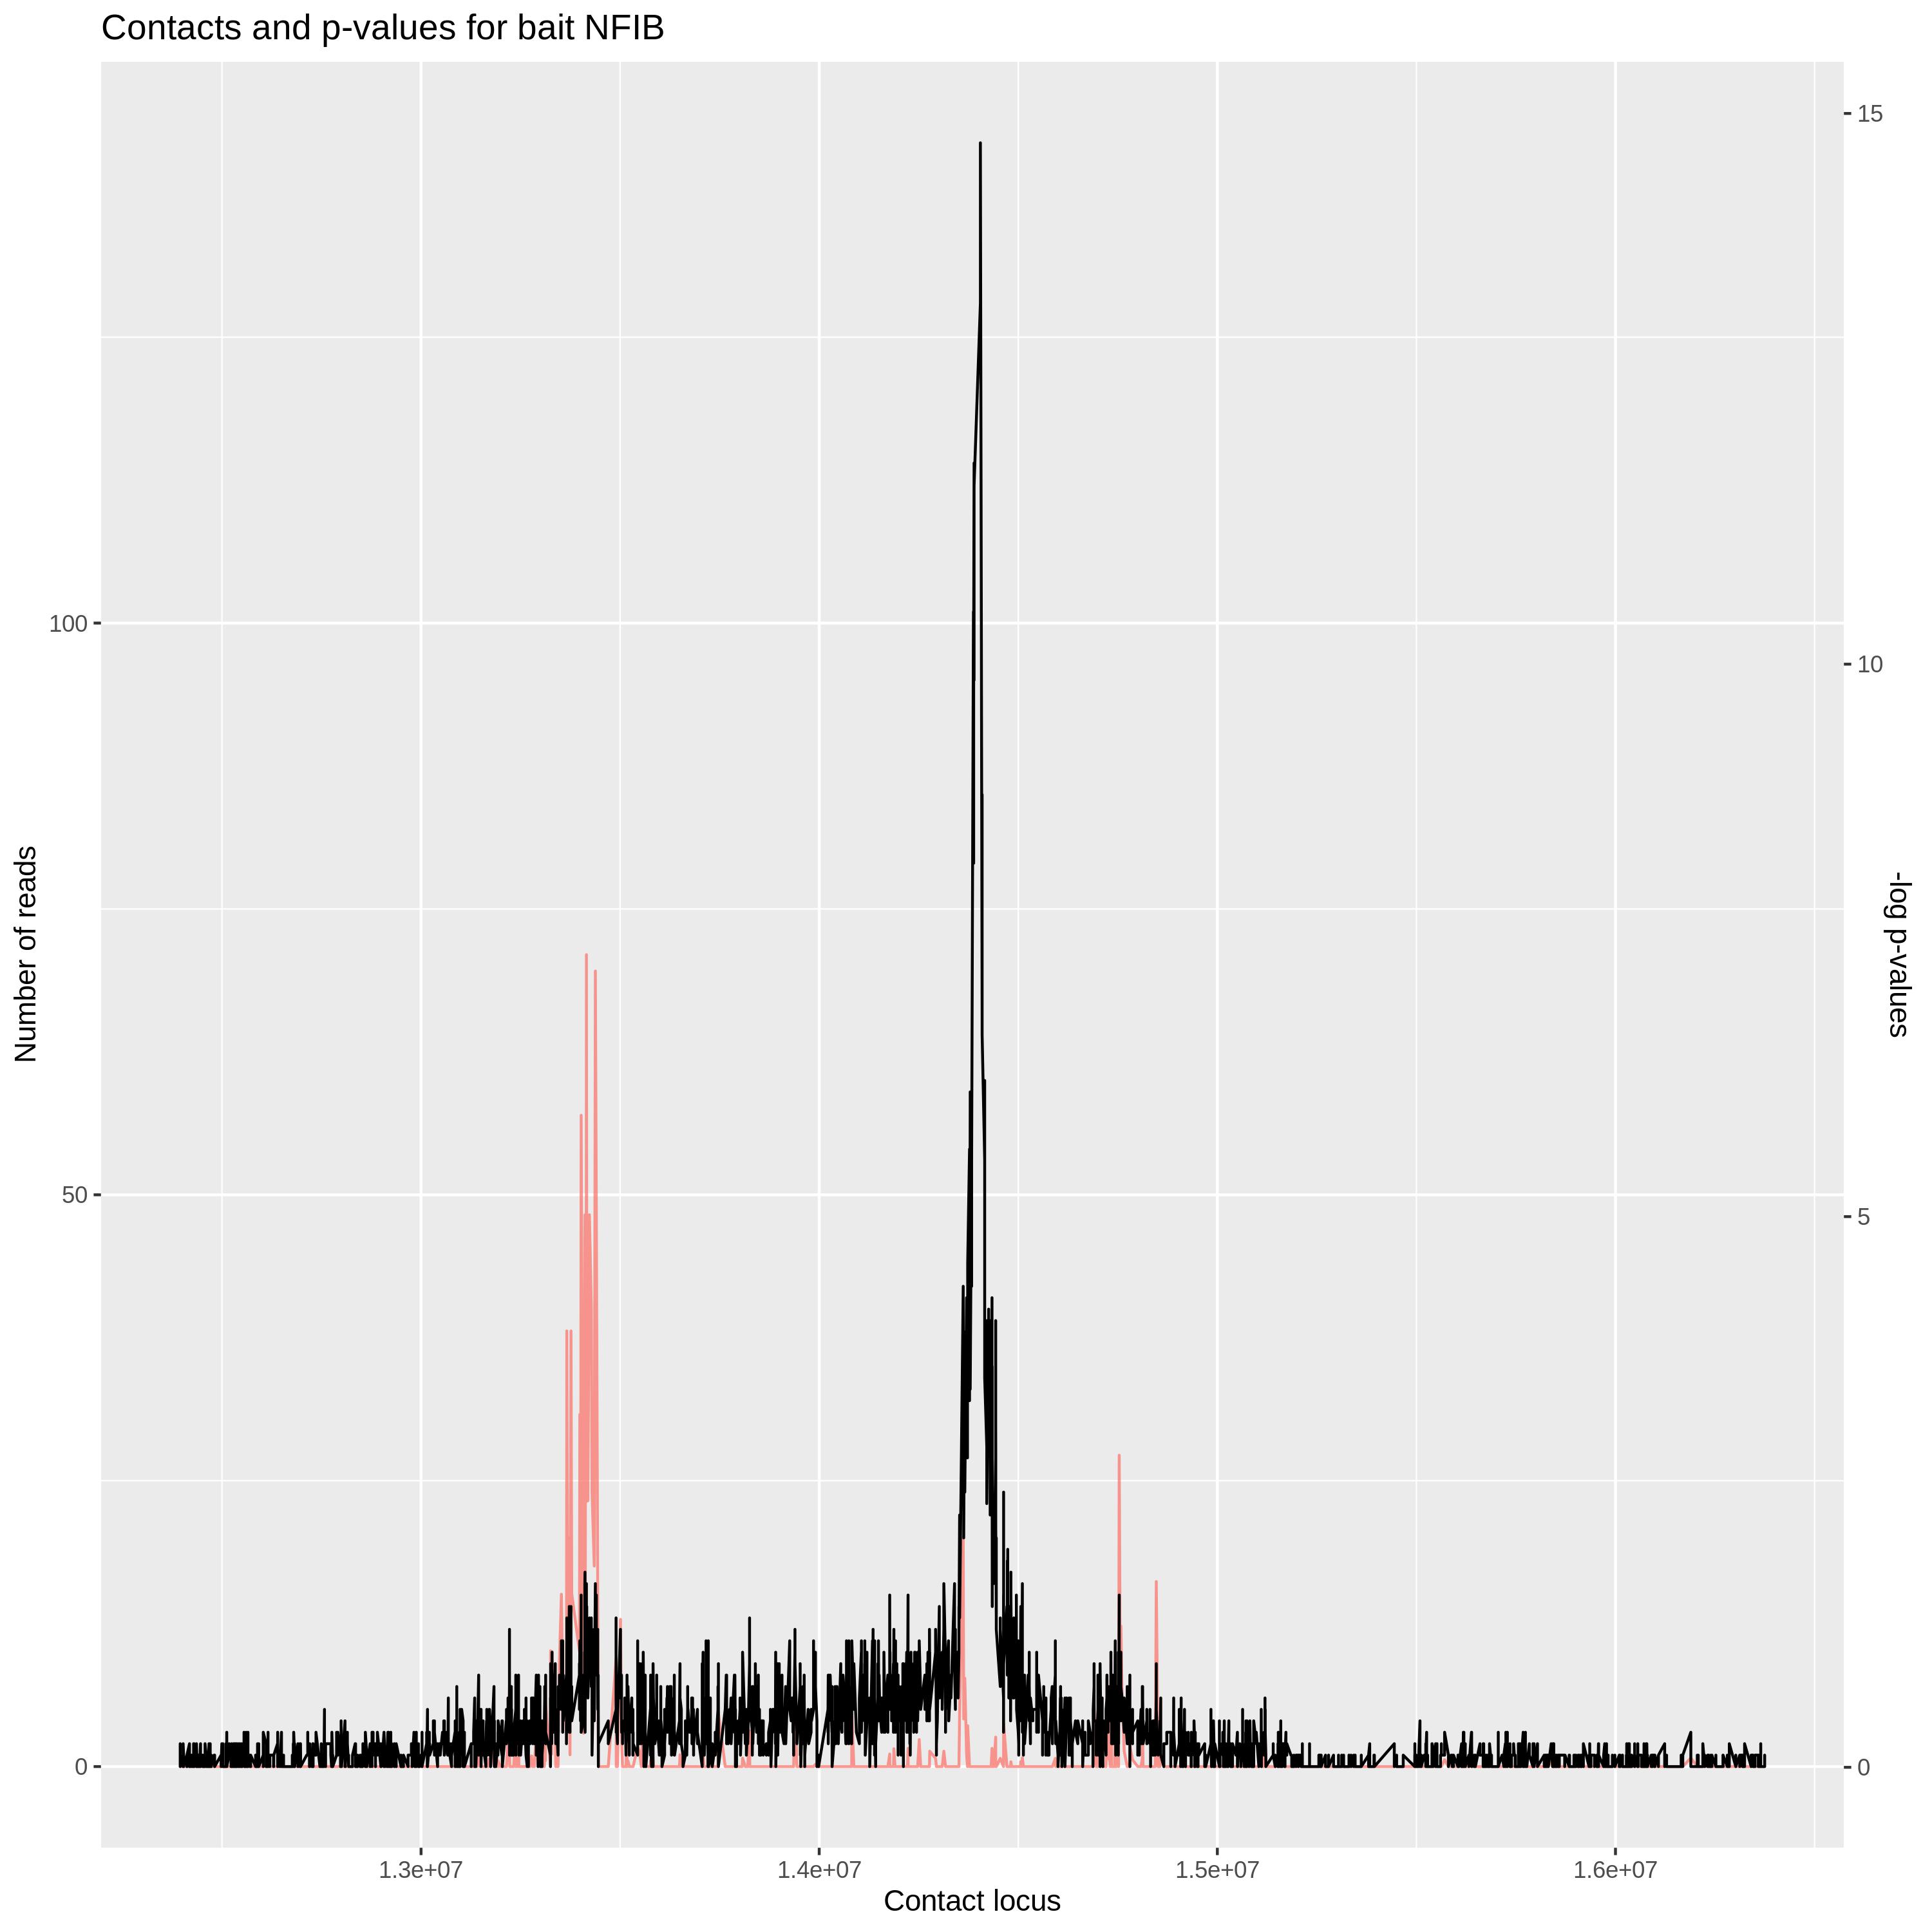 Contacts and p-values for bait NFIB
Number of reads
100
50
0
15
10
5
0
-log p-values
1.3e+07
1.4e+07
1.5e+07
1.6e+07
Contact locus